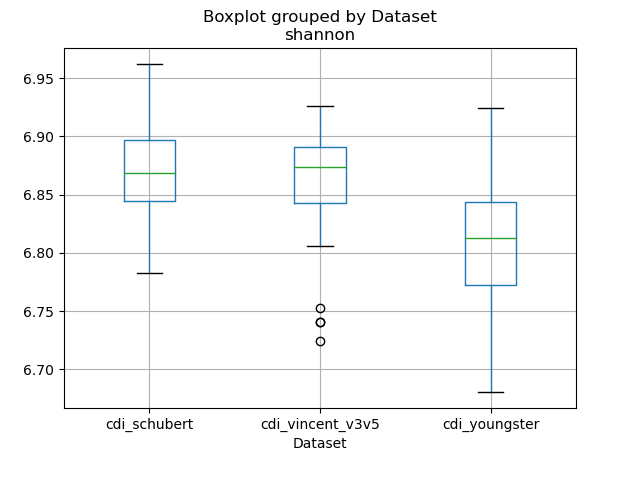 Boxplot grouped by Dataset
shannon
6.95
6.90
6.85
6.80
6.75
6.70
cdi_schubert cdi_vincent_v3v5 cdi_youngster
Dataset